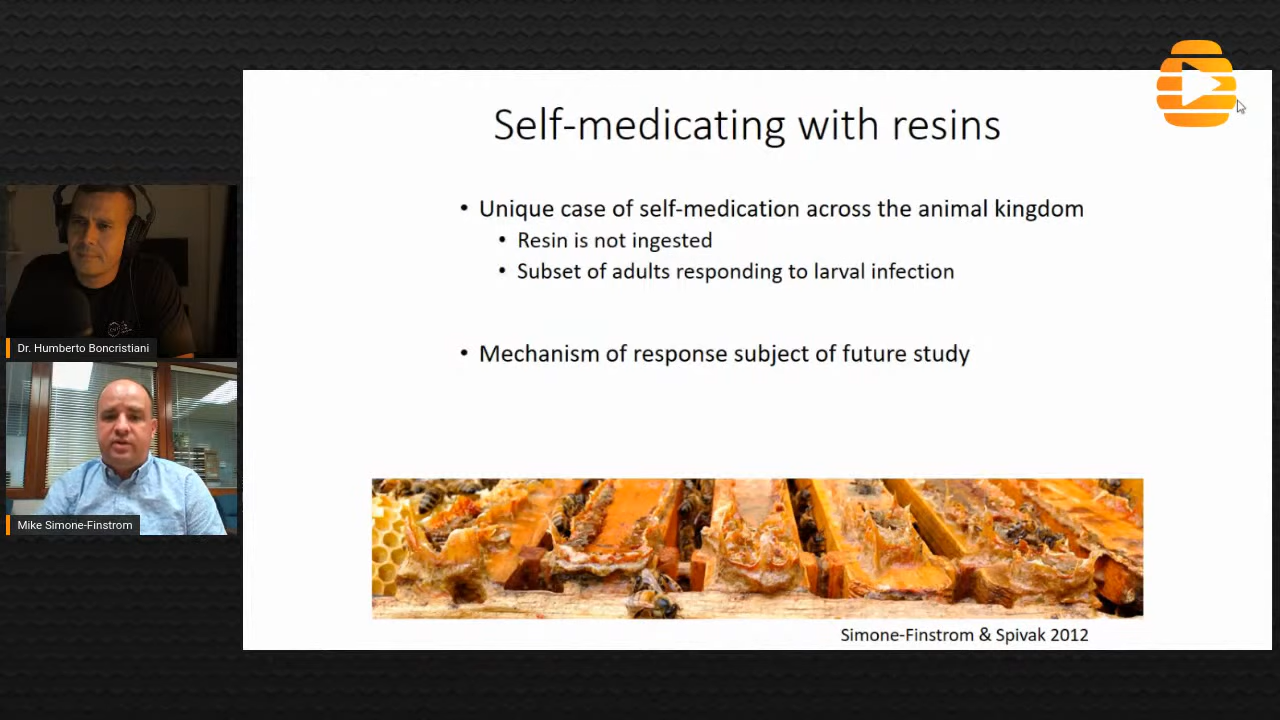 Self-medicating with resins
• Unique case of self-medication across the animal kingdom
• Resin is not ingested
• Subset of adults responding to larval infection
• Mechanism of response subject of future study
Simone-Finstrom & Spivak 2012
Dr. Humberto Boncristiani
Mike Simone-Finstrom